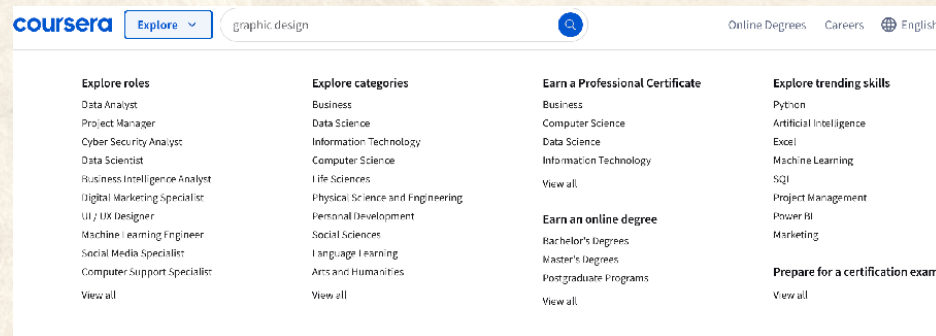 coursera Explore graphic design Online Degrees Careers English
Explore roles
Data Analyst
Project Manager
Cyber Security Analyst
Data Scientist
Business Intelligence Analyst
Digital Marketing Specialist
UI / UX Designer
Machine Learning Engineer
Social Media Specialist
Computer Support Specialist
View all
Explore categories
Business
Data Science
Information Technology
Computer Science
Life Sciences
Physical Science and Engineering
Personal Development
Social Sciences
Language Learning
Arts and Humanities
View all
Earn a Professional Certificate
Business
Computer Science
Data Science
Information Technology
View all
Earn an online degree
Bachelor's Degrees
Master's Degrees
Postgraduate Programs
View all
Explore trending skills
Python
Artificial Intelligence
Excel
Machine Learning
SQL
Project Management
Power BI
Marketing
Prepare for a certification exam
View all